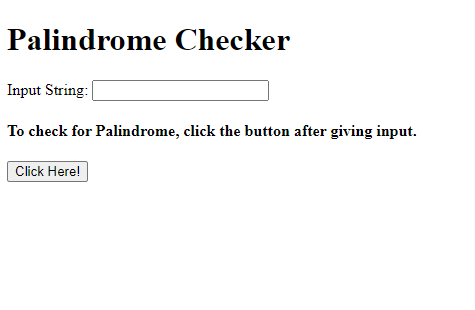 Palindrome Checker
Input String:
To check for Palindrome, click the button after giving input.
Click Here!